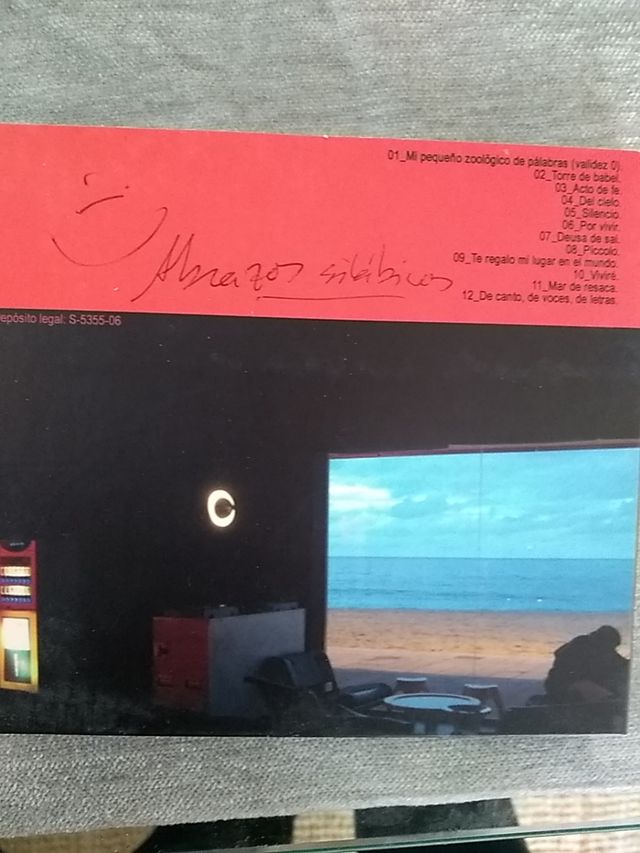 01_Mi pequeño zoológico de pálabras (validez 0).
02_Torre de babel.
03_Acto de fe.
04_Del cielo.
05_Silencio.
06_Por vivir.
07_Deusa de sal.
08_Piccolo.
09_Te regalo mi lugar en el mundo.
10_Viviré.
11_Mar de resaca.
12_De canto, de voces, de letras.
Abrazos silábicos
epósito legal: S-5355-06